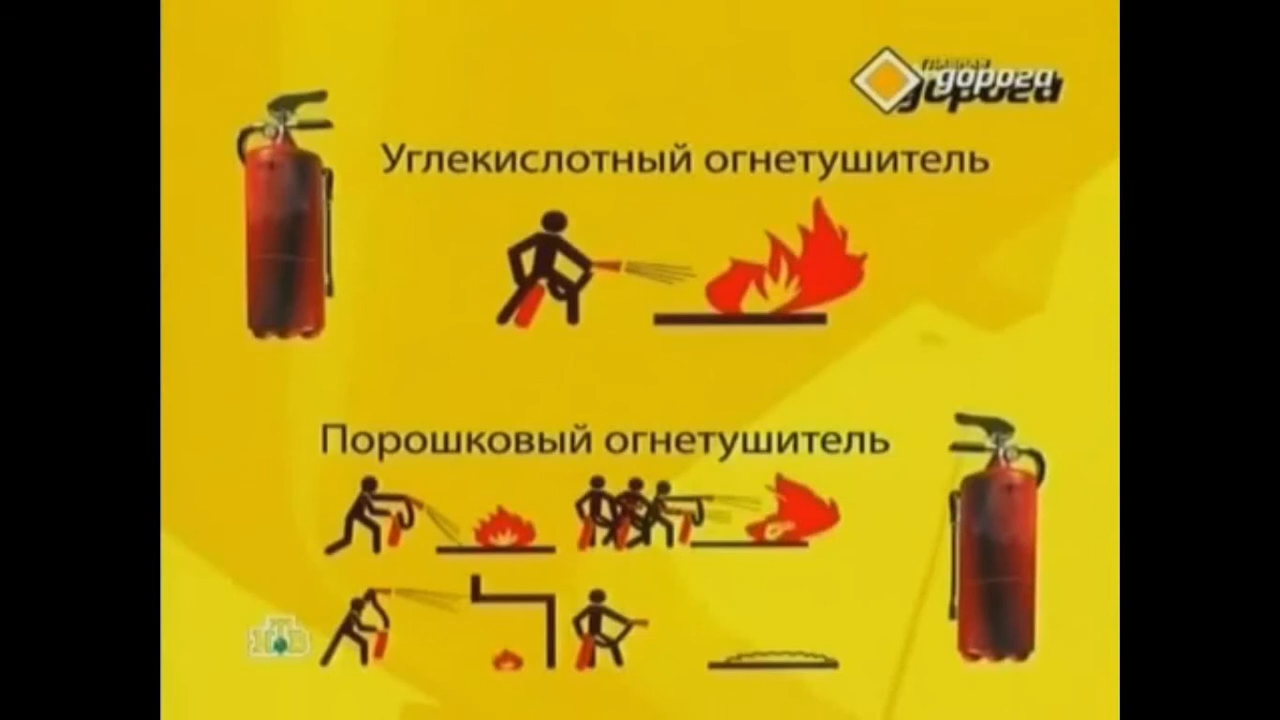 главная
дорога
Углекислотный огнетушитель
Порошковый огнетушитель
НТВ